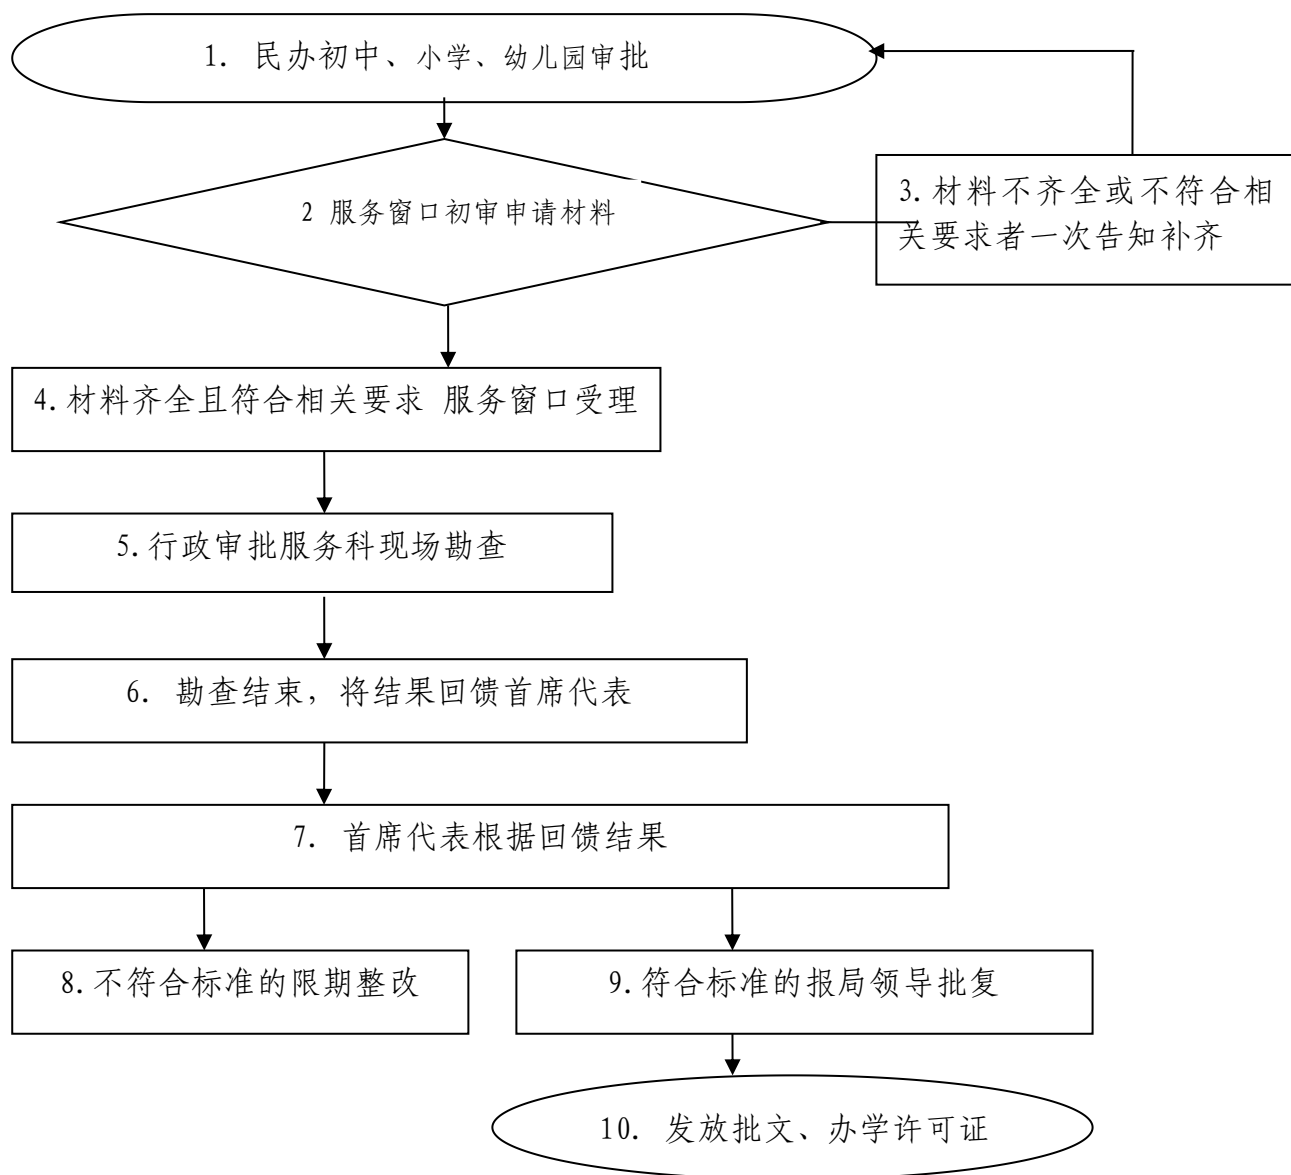 1. 民办初中、小学、幼儿园审批
2 服务窗口初审申请材料
3.材料不齐全或不符合相
关要求者一次告知补齐
4.材料齐全且符合相关要求 服务窗口受理
5.行政审批服务科现场勘查
6. 勘查结束，将结果回馈首席代表
7. 首席代表根据回馈结果
8.不符合标准的限期整改
9.符合标准的报局领导批复
10. 发放批文、办学许可证